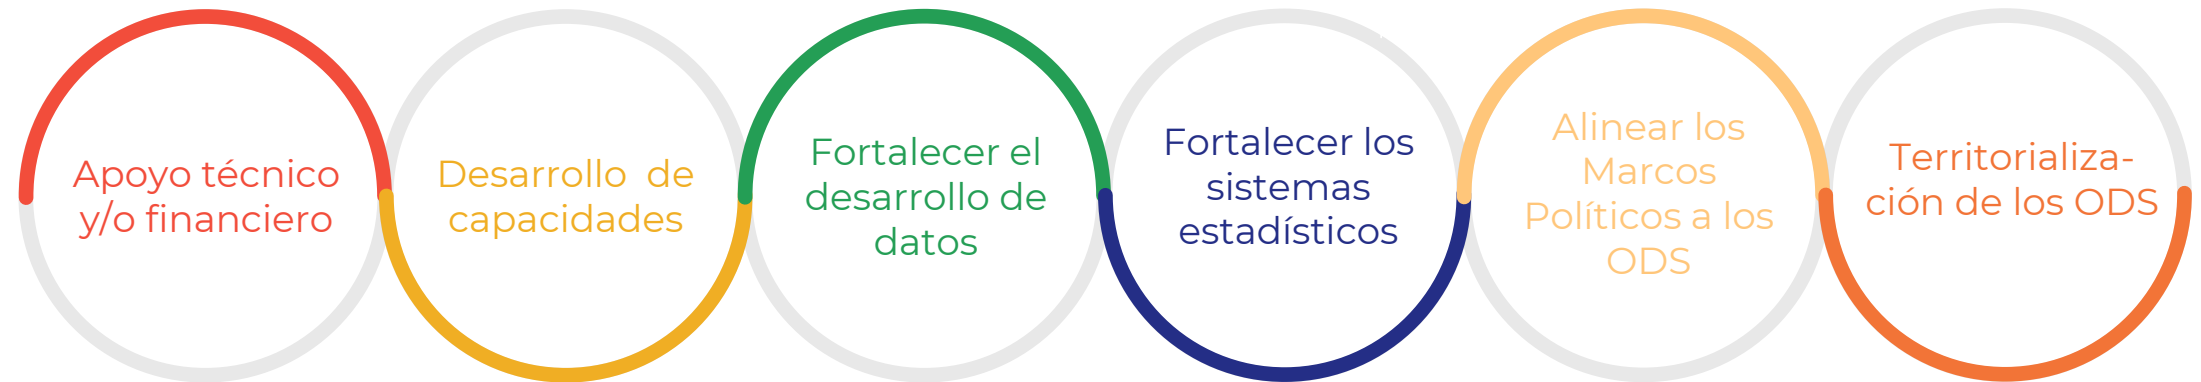 Apoyo técnico
y/o financiero
Desarrollo  de
capacidades
Fortalecer el
desarrollo de
datos
Fortalecer los
sistemas
estadísticos
Alinear los
Marcos
Políticos a los
ODS
Territorializa-
ción de los ODS